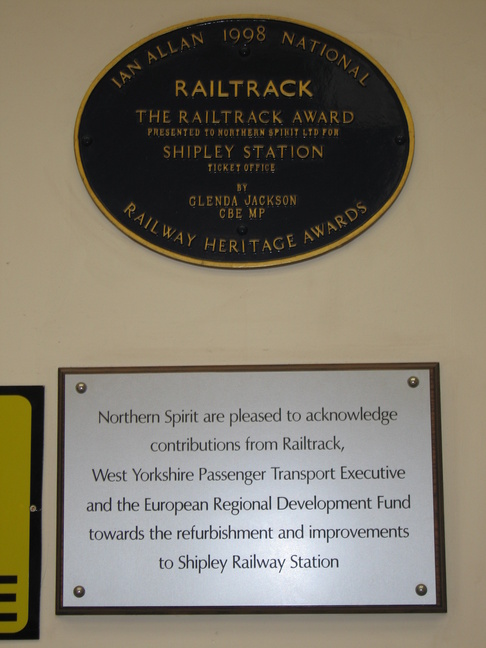 IAN ALLAN 1998 NATIONAL
RAILTRACK
THE RAILTRACK AWARD
PRESENTED TO NORTHERN SPIRIT LTD FOR
SHIPLEY STATION
TICKET OFFICE
BY
GLENDA JACKSON
CBE MP
RAILWAY HERITAGE AWARDS
Northern Spirit are pleased to acknowledge
contributions from Railtrack,
West Yorkshire Passenger Transport Executive
and the European Regional Development Fund
towards the refurbishment and improvements
to Shipley Railway Station
E